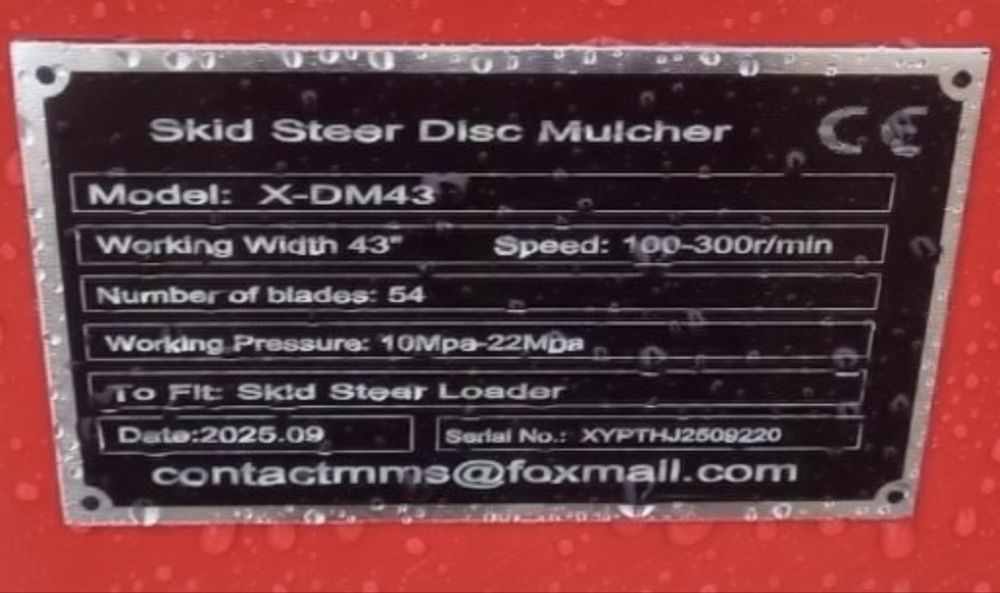 Skid Steer Disc Mulcher CE
Model: X-DM43
Working Width 43" Speed: 100-300r/min
Number of blades: 54
Working Pressure: 10Mpa-22Mpa
To Fit: Skid Steer Loader
Date:2025.09 Serial No.: XYPTHJ2509220
contactmms@foxmail.com